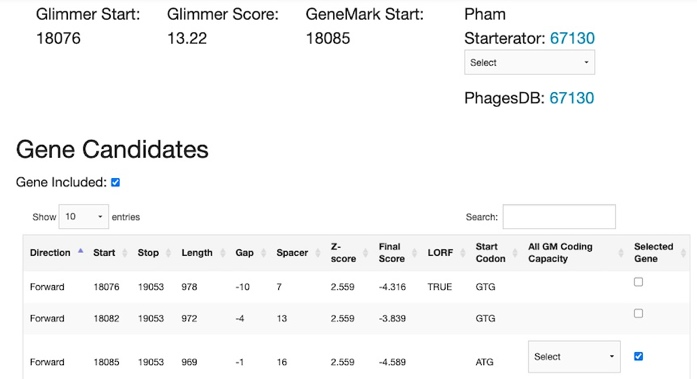 Glimmer Start: Glimmer Score: GeneMark Start: Pham
18076 13.22 18085 Starterator: 67130
Select
PhagesDB: 67130
Gene Candidates
Gene Included:
Show 10 entries Search:
Direction Start Stop Length Gap Spacer Z-score Final Score LORF Start Codon All GM Coding Capacity Selected Gene
Forward 18076 19053 978 -10 7 2.559 -4.316 TRUE GTG
Forward 18082 19053 972 -4 13 2.559 -3.839 GTG
Forward 18085 19053 969 -1 16 2.559 -4.589 ATG Select